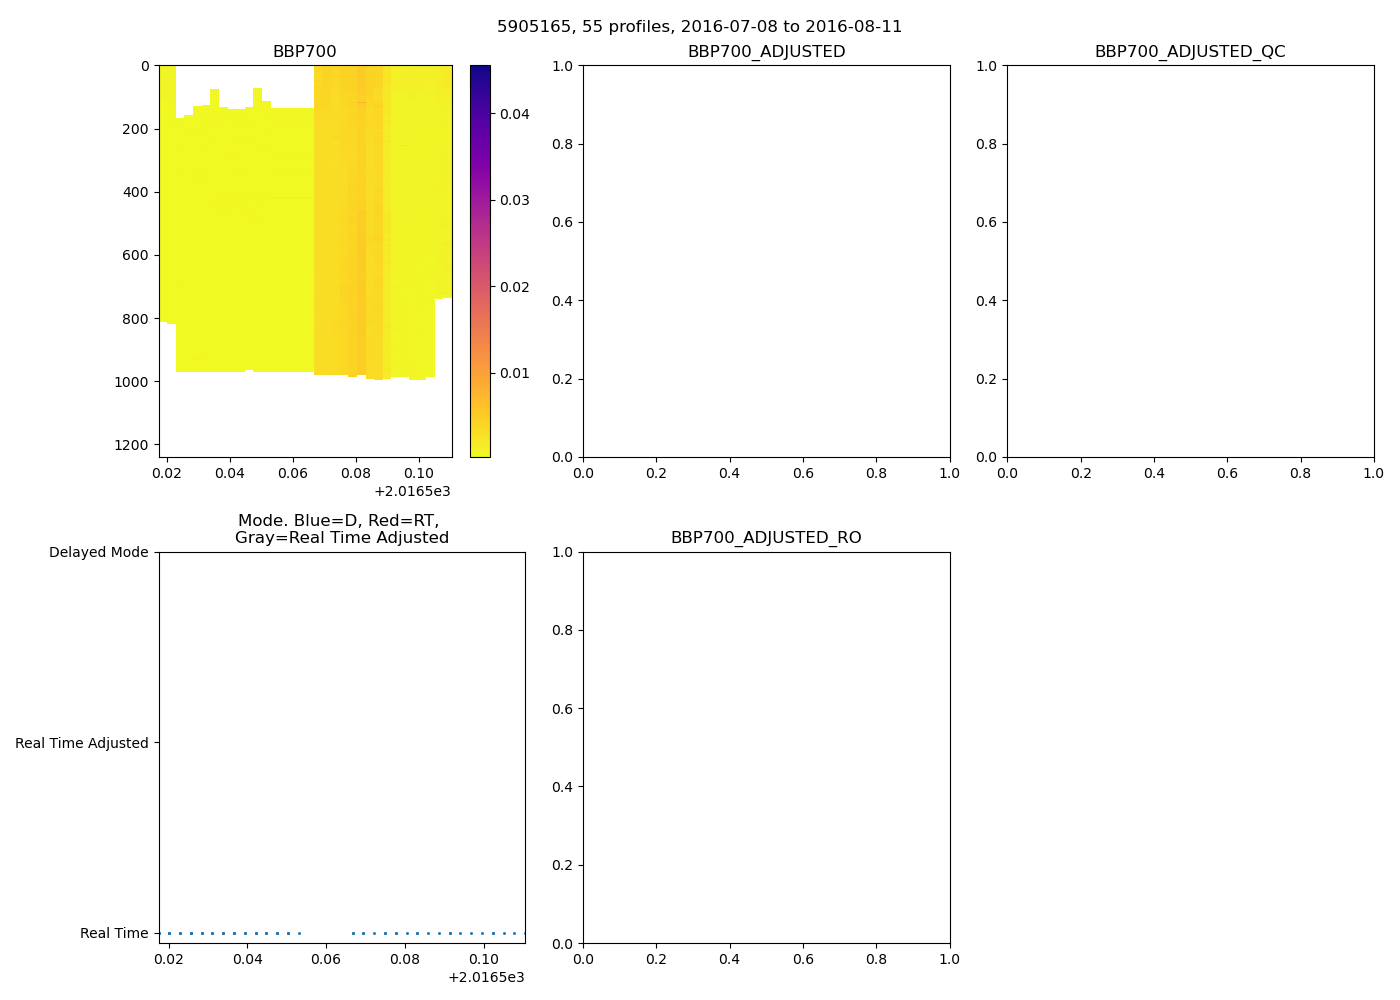 5905165, 55 profiles, 2016-07-08 to 2016-08-11
BBP700
0
200
400
600
800
1000
1200
0.02 0.04 0.06 0.08 0.10
+2.0165e3
0.04
0.03
0.02
0.01
BBP700_ADJUSTED
1.0
0.8
0.6
0.4
0.2
0.0
0.0 0.2 0.4 0.6 0.8 1.0
BBP700_ADJUSTED_QC
1.0
0.8
0.6
0.4
0.2
0.0
0.0 0.2 0.4 0.6 0.8 1.0
Mode. Blue=D, Red=RT,
Gray=Real Time Adjusted
Delayed Mode
Real Time Adjusted
Real Time
0.02 0.04 0.06 0.08 0.10
+2.0165e3
BBP700_ADJUSTED_RO
1.0
0.8
0.6
0.4
0.2
0.0
0.0 0.2 0.4 0.6 0.8 1.0